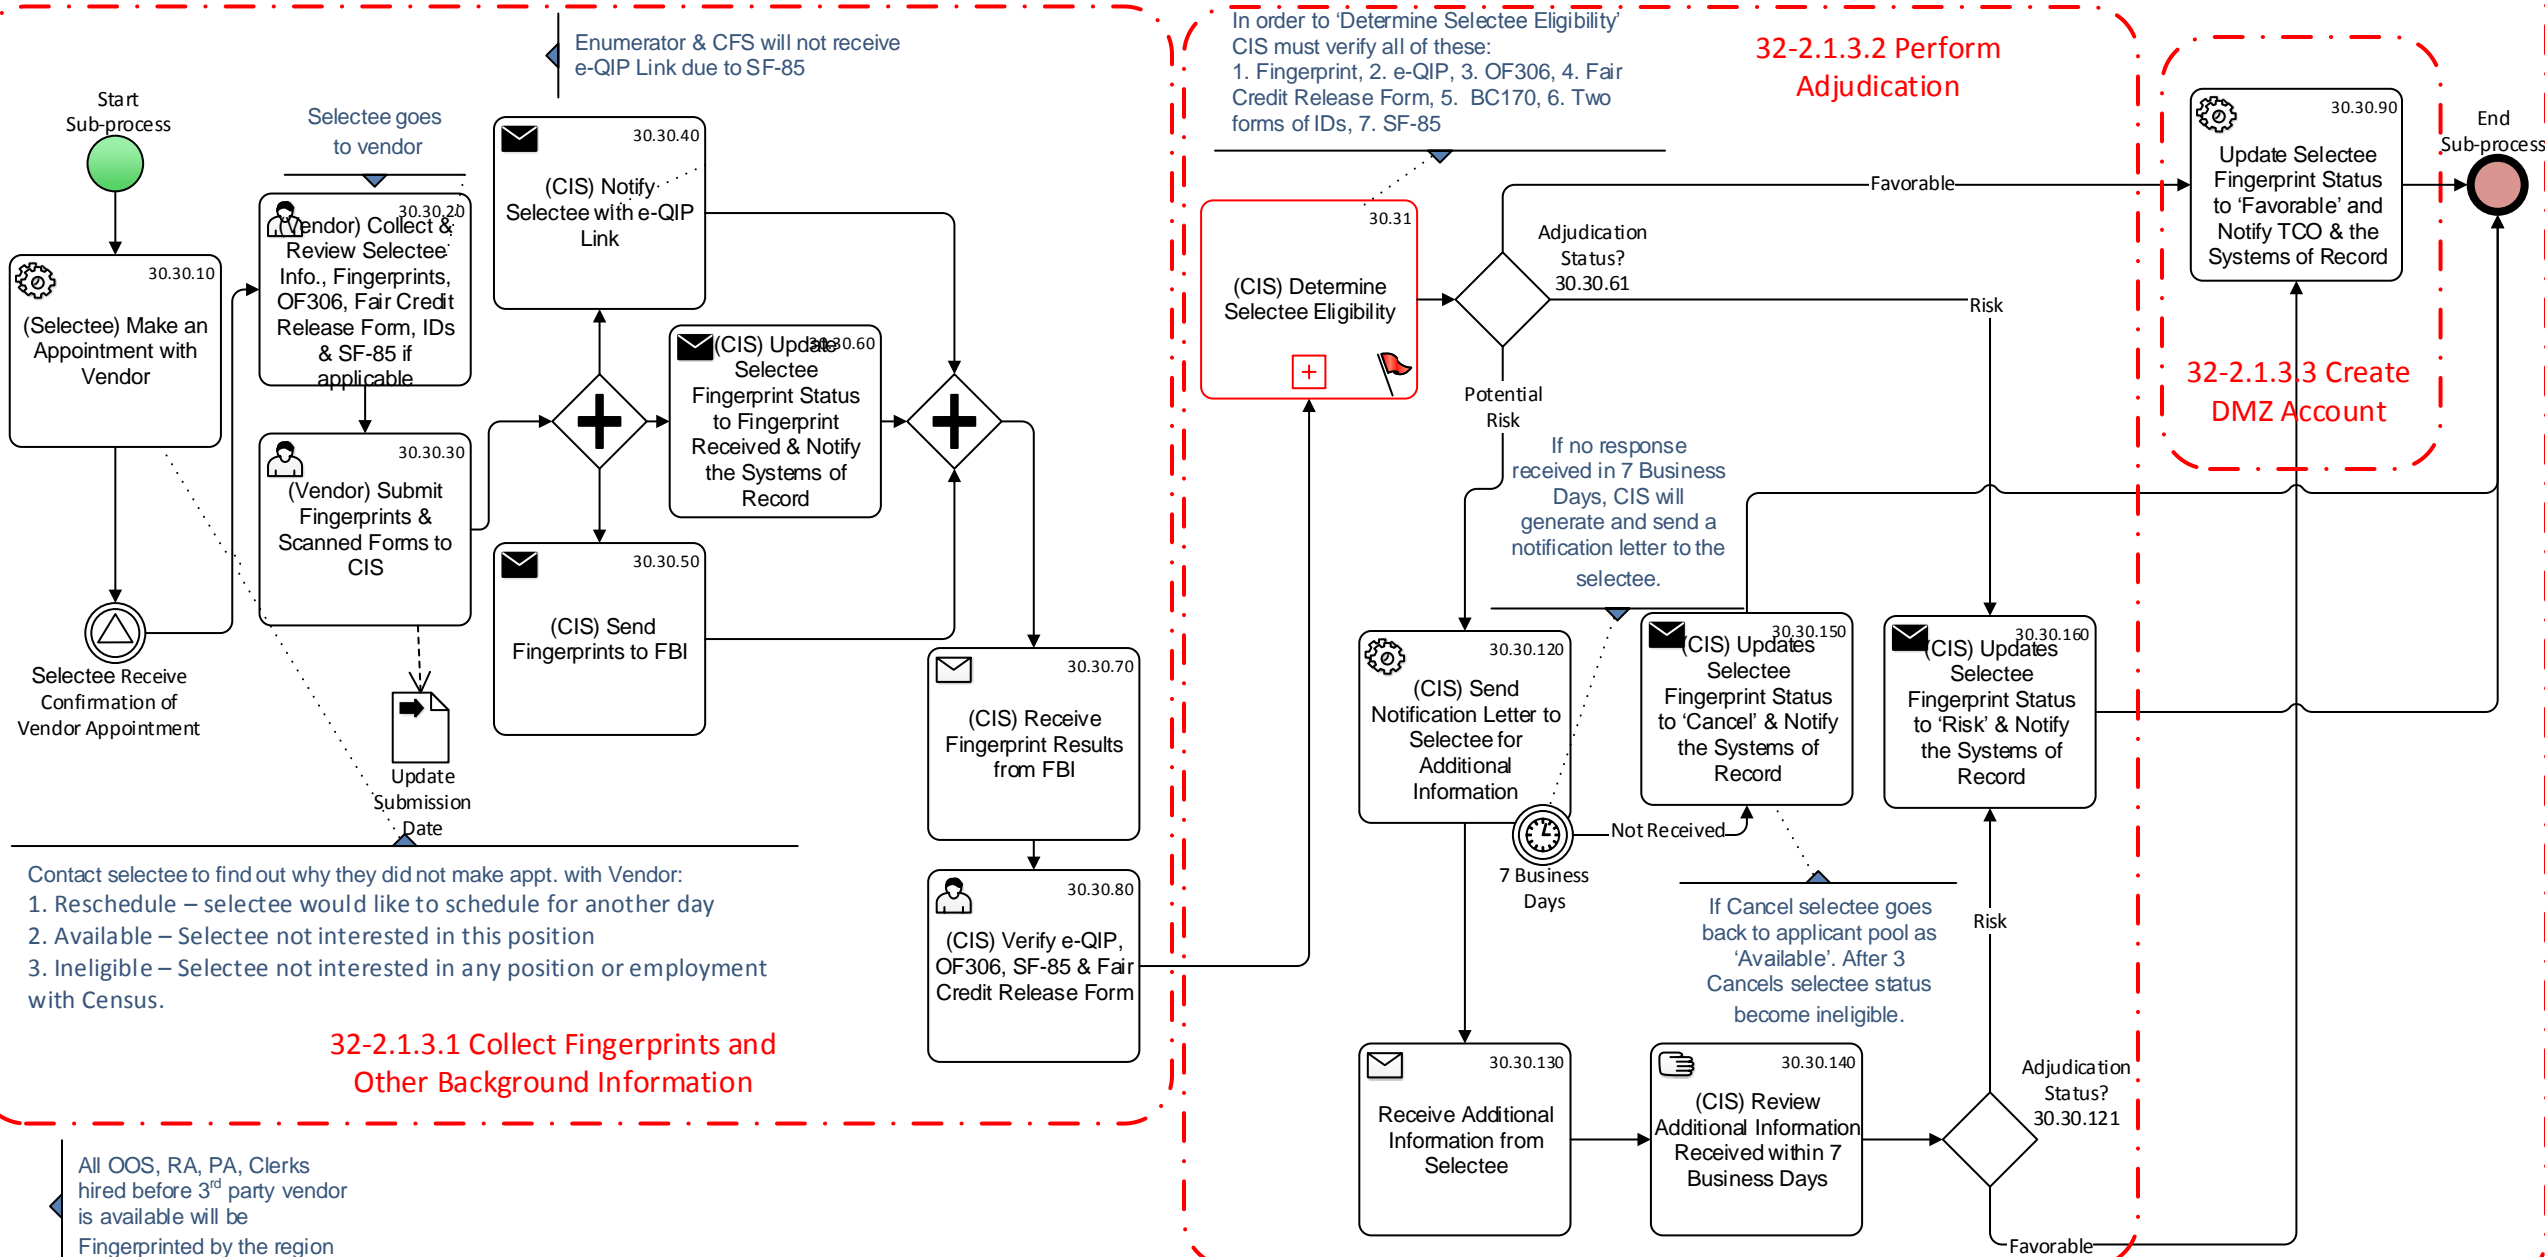 Start
Sub-process
30.30.10
(Selectee) Make an
Appointment with
Vendor
Selectee Receive
Confirmation of
Vendor Appointment
Selectee goes
to vendor
30.30.20
(Vendor) Collect &
Review Selectee
Info., Fingerprints,
OF306, Fair Credit
Release Form, IDs
& SF-85 if
applicable
30.30.30
(Vendor) Submit
Fingerprints &
Scanned Forms to
CIS
Update
Submission
Date
Enumerator & CFS will not receive
e-QIP Link due to SF-85
30.30.40
(CIS) Notify
Selectee with e-QIP
Link
30.30.60
(CIS) Update
Selectee
Fingerprint Status
to Fingerprint
Received & Notify
the Systems of
Record
30.30.50
(CIS) Send
Fingerprints to FBI
30.30.70
(CIS) Receive
Fingerprint Results
from FBI
30.30.80
(CIS) Verify e-QIP,
OF306, SF-85 & Fair
Credit Release Form
Contact selectee to find out why they did not make appt. with Vendor:
1. Reschedule – selectee would like to schedule for another day
2. Available – Selectee not interested in this position
3. Ineligible – Selectee not interested in any position or employment
with Census.
32-2.1.3.1 Collect Fingerprints and
Other Background Information
All OOS, RA, PA, Clerks
hired before 3rd party vendor
is available will be
Fingerprinted by the region
In order to ‘Determine Selectee Eligibility’
CIS must verify all of these:
1. Fingerprint, 2. e-QIP, 3. OF306, 4. Fair
Credit Release Form, 5. BC170, 6. Two
forms of IDs, 7. SF-85
32-2.1.3.2 Perform
Adjudication
30.31
(CIS) Determine
Selectee Eligibility
Adjudication
Status?
30.30.61
Favorable
Risk
Potential
Risk
If no response
received in 7 Business
Days, CIS will
generate and send a
notification letter to the
selectee.
30.30.120
(CIS) Send
Notification Letter to
Selectee for
Additional
Information
7 Business
Days
Not Received
30.30.150
(CIS) Updates
Selectee
Fingerprint Status
to ‘Cancel’ & Notify
the Systems of
Record
30.30.160
(CIS) Updates
Selectee
Fingerprint Status
to ‘Risk’ & Notify
the Systems of
Record
If Cancel selectee goes
back to applicant pool as
‘Available’. After 3
Cancels selectee status
become ineligible.
Risk
30.30.130
Receive Additional
Information from
Selectee
30.30.140
(CIS) Review
Additional Information
Received within 7
Business Days
Adjudication
Status?
30.30.121
Favorable
30.30.90
Update Selectee
Fingerprint Status
to ‘Favorable’ and
Notify TCO & the
Systems of Record
32-2.1.3.3 Create
DMZ Account
End
Sub-process